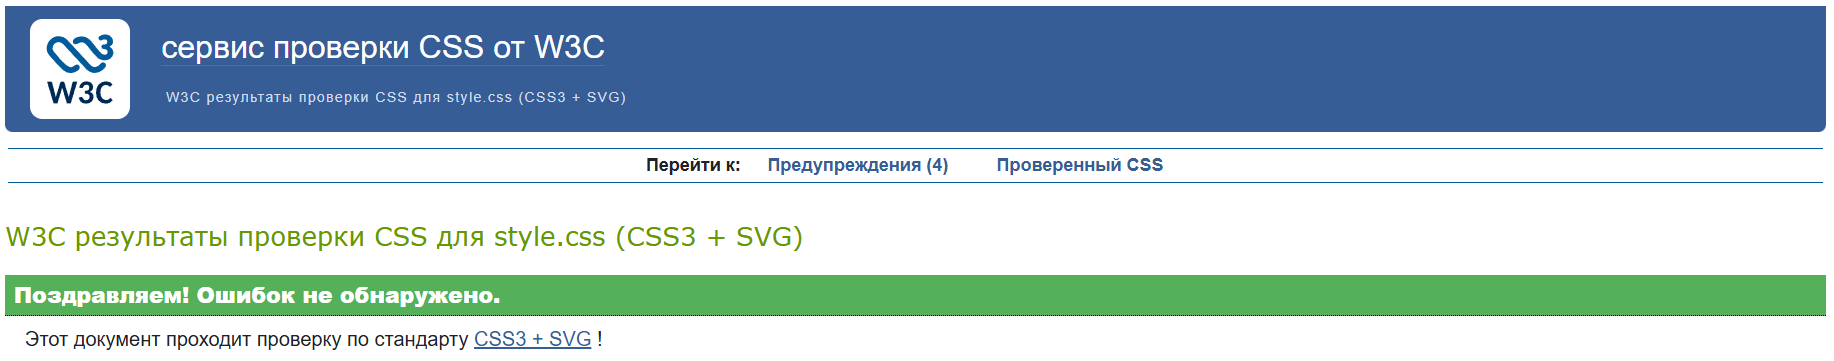 W3C
сервис проверки CSS от W3C
W3C результаты проверки CSS для style.css (CSS3 + SVG)
Перейти к: Предупреждения (4) Проверенный CSS
W3C результаты проверки CSS для style.css (CSS3 + SVG)
Поздравляем! Ошибок не обнаружено.
Этот документ проходит проверку по стандарту CSS3 + SVG !